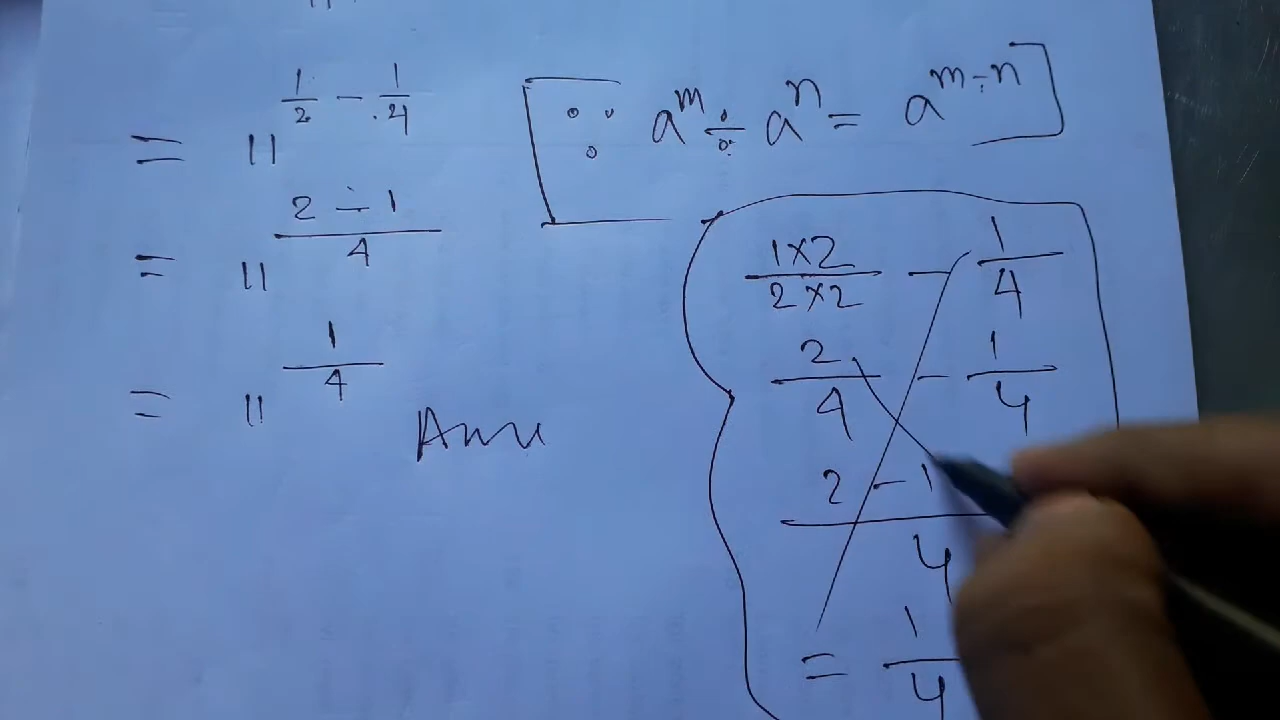 = 11^(1/2 - 1/4)
[∵ a^m ÷ a^n = a^(m-n)]
= 11^((2 - 1)/4)
= 11^(1/4)
(1×2)/(2×2) - 1/4
2/4 - 1/4
(2 - 1)/4
= 1/4